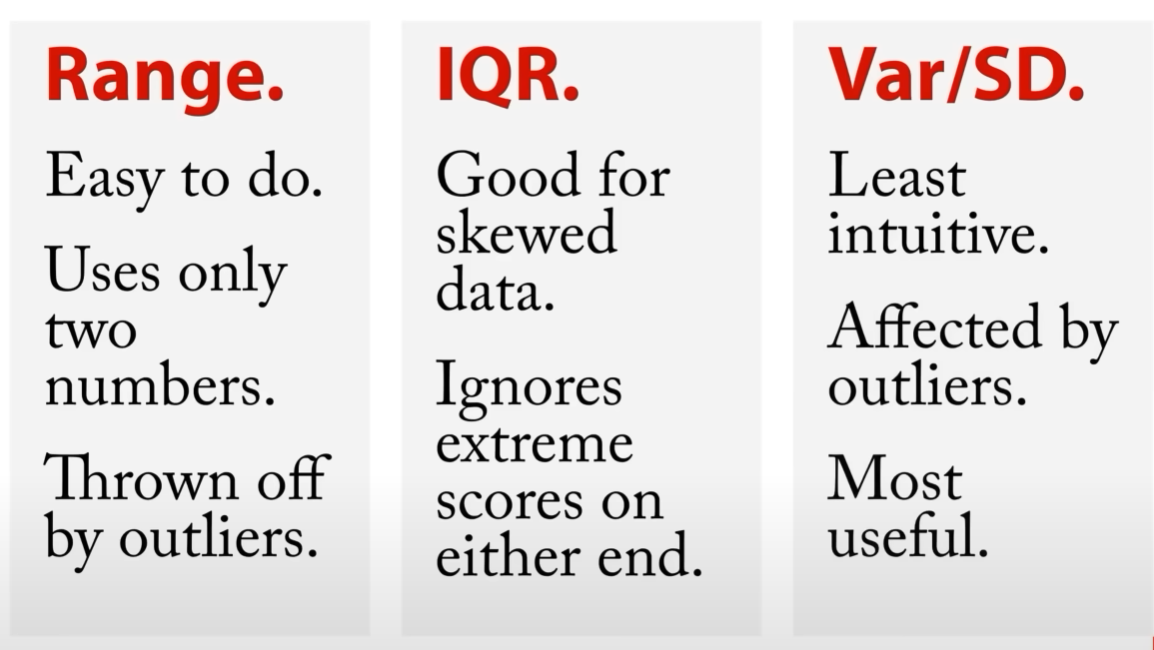 Range.
Easy to do.
Uses only
two
numbers.
Thrown off
by outliers.
IQR.
Good for
skewed
data.
Ignores
extreme
scores on
either end.
Var/SD.
Least
intuitive.
Affected by
outliers.
Most
useful.